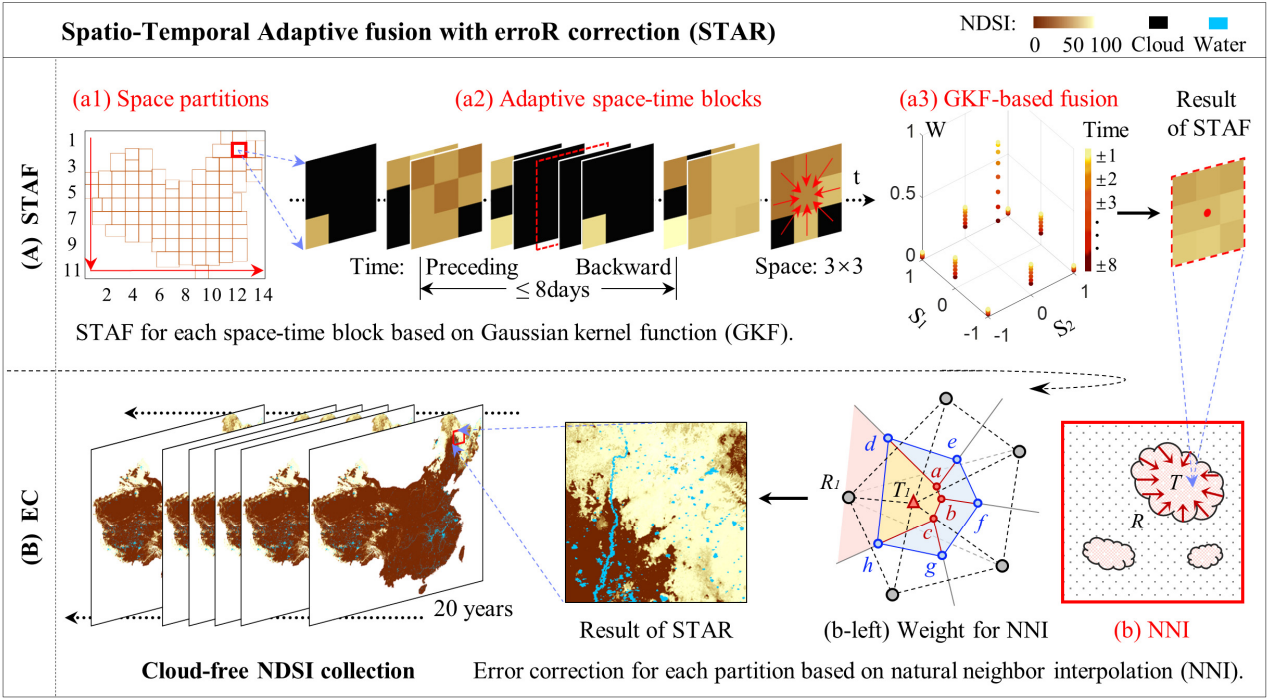 Spatio-Temporal Adaptive fusion with erroR correction (STAR)
NDSI:
0 50 100 Cloud Water
(A) STAF
(a1) Space partitions
1
3
5
7
9
11
2 4 6 8 10 12 14
(a2) Adaptive space-time blocks
t
Time: Preceding Backward Space: 3×3
≤ 8days
(a3) GKF-based fusion
W
1
0.5
0
1
0
-1
S1
-1
0
1
S2
Time
±1
±2
±3
±8
Result
of STAF
STAF for each space-time block based on Gaussian kernel function (GKF).
(B) EC
20 years
Cloud-free NDSI collection
Result of STAR
d
e
a
R1
T1
b
f
c
h
g
(b-left) Weight for NNI
T
R
(b) NNI
Error correction for each partition based on natural neighbor interpolation (NNI).